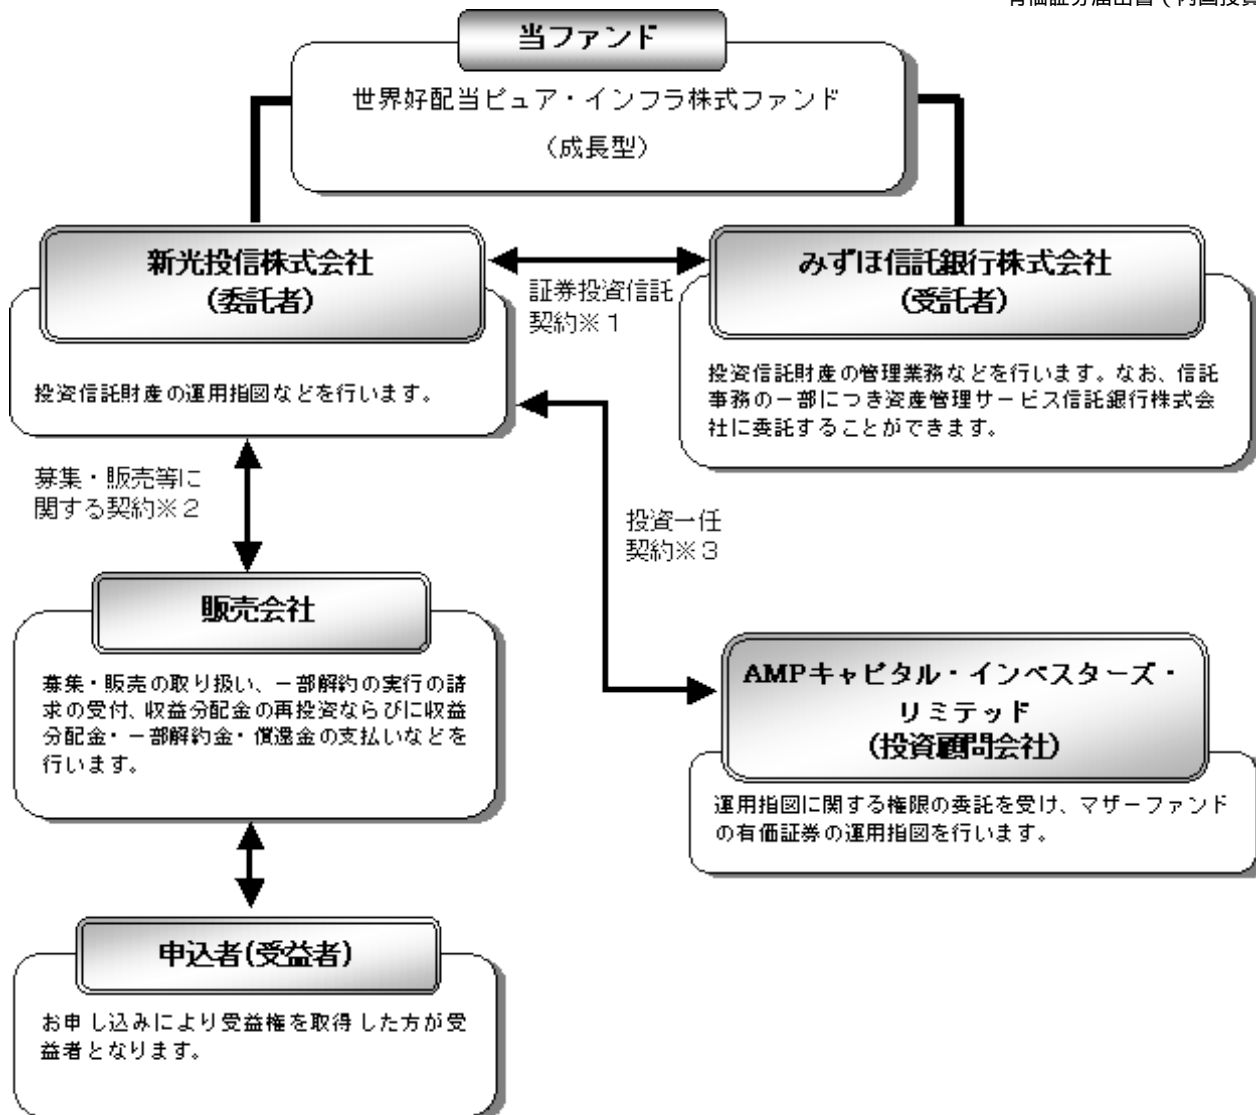 有価証券届出書(内国投資
当ファンド
世界好配当ピュア・インフラ株式ファンド
(成長型)
新光投信株式会社
(委託者)
投資信託財産の運用指図などを行います。
証券投資信託
契約※1
みずほ信託銀行株式会社
(受託者)
投資信託財産の管理業務などを行います。なお、信託
事務の一部につき資産管理サービス信託銀行株式会
社に委託することができます。
募集・販売等に
関する契約※2
投資一任
契約※3
販売会社
募集・販売の取り扱い、一部解約の実行の請
求の受付、収益分配金の再投資ならびに収益
分配金・一部解約金・償還金の支払いなどを
行います。
AMPキャピタル・インベスターズ・
リミテッド
(投資顧問会社)
運用指図に関する権限の委託を受け、マザーファンド
の有価証券の運用指図を行います。
申込者(受益者)
お申し込みにより受益権を取得した方が受
益者となります。